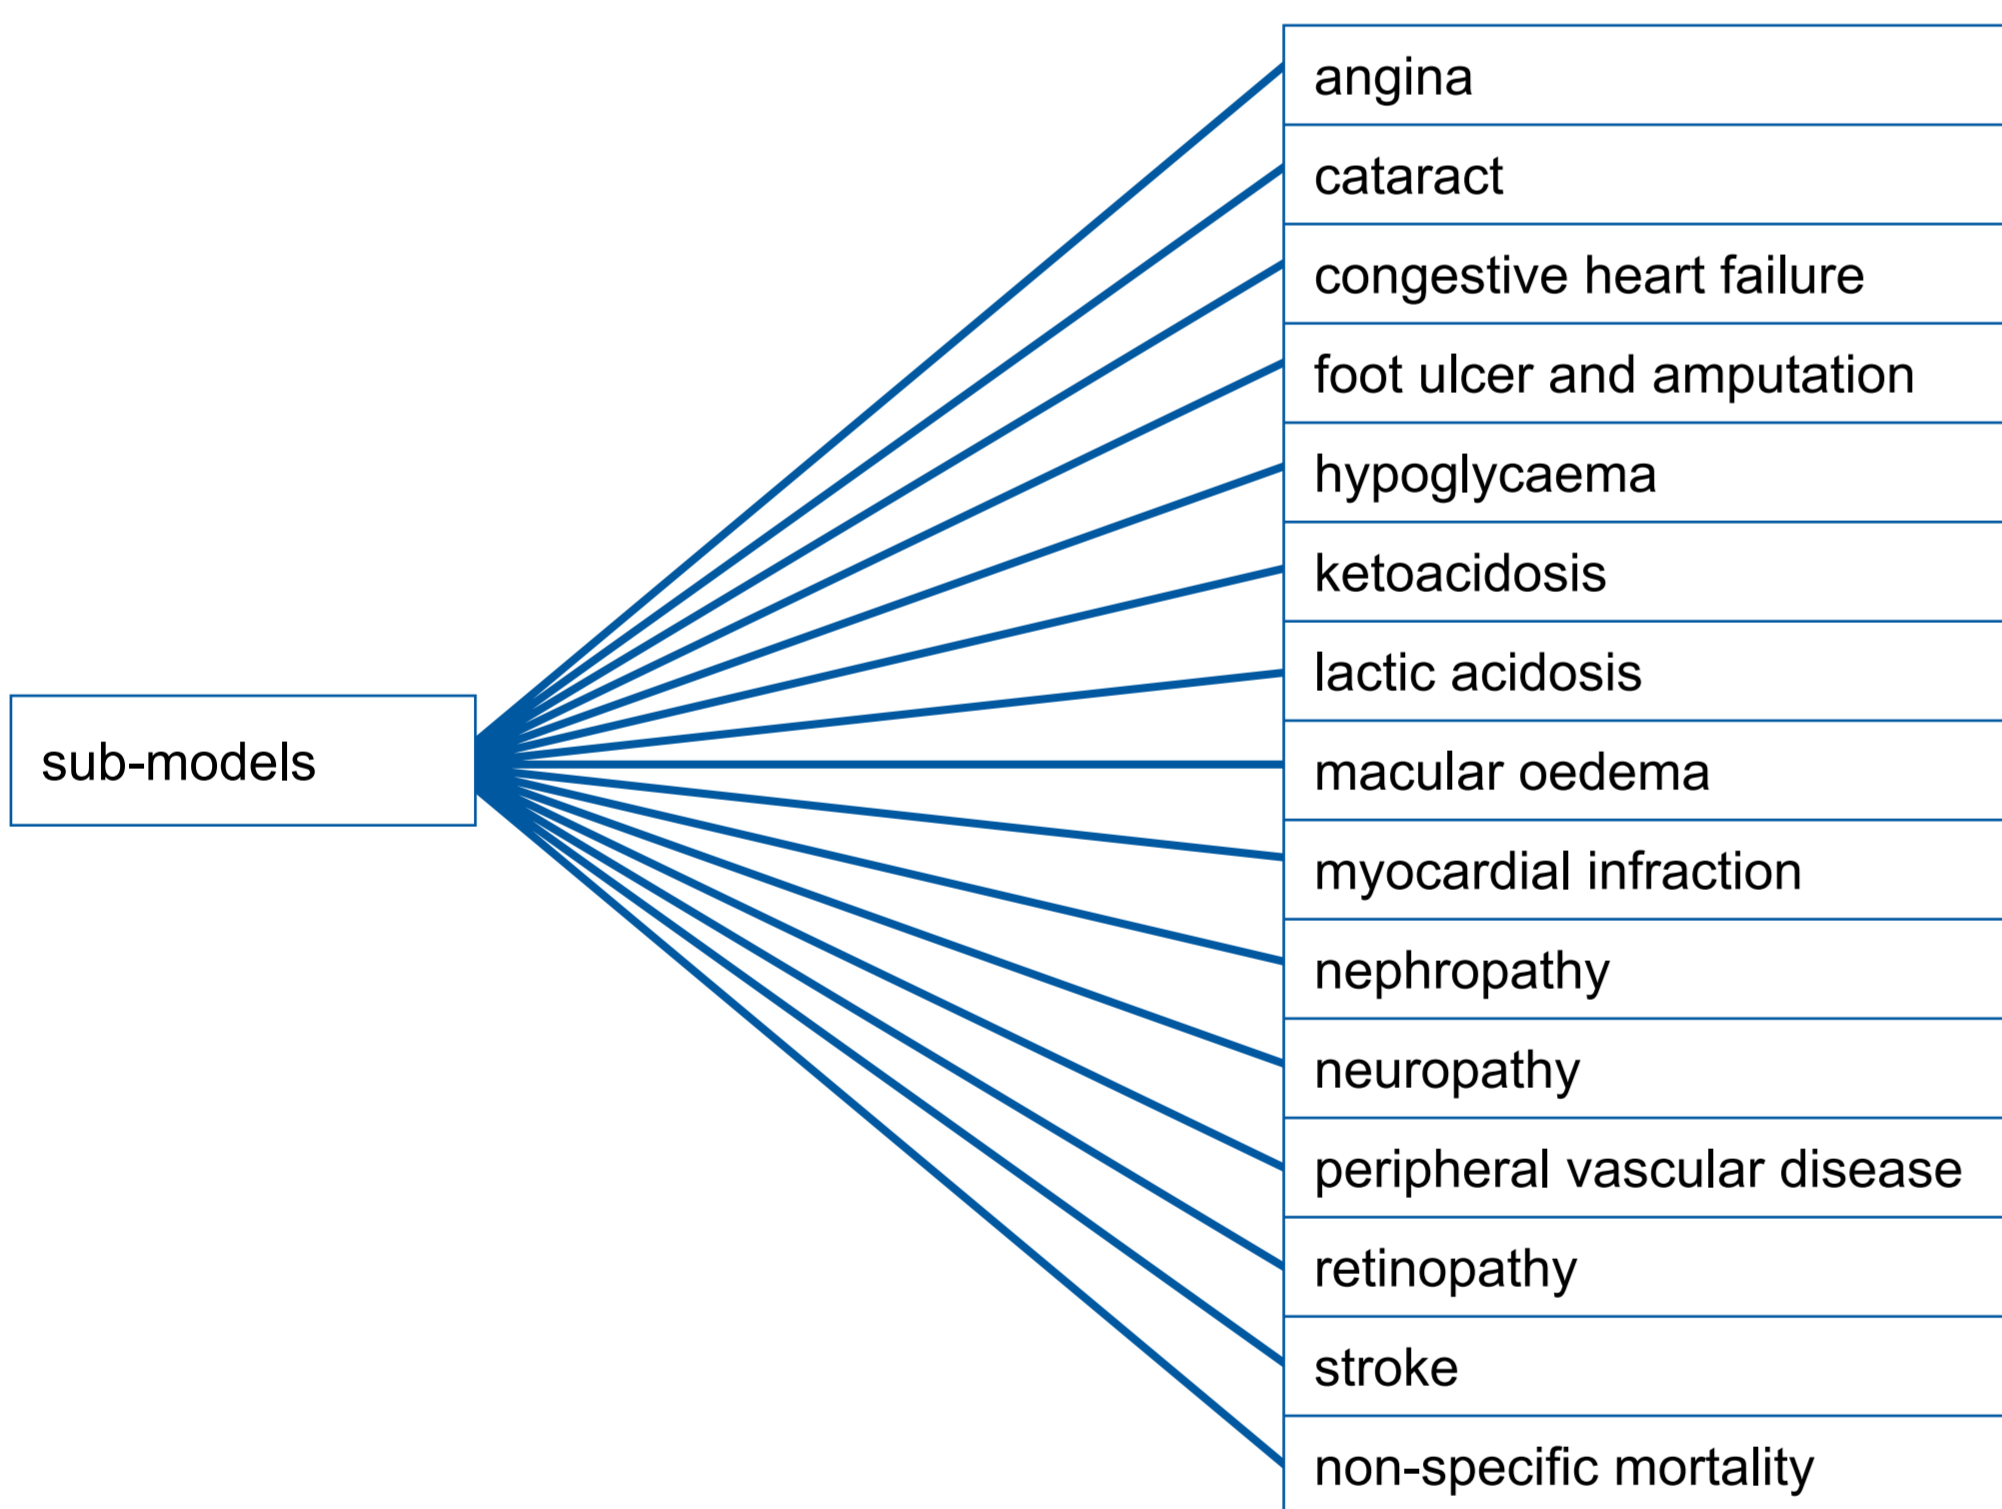 angina
cataract
congestive heart failure
foot ulcer and amputation
hypoglycaema
ketoacidosis
lactic acidosis
sub-models
macular oedema
myocardial infraction
nephropathy
neuropathy
peripheral vascular disease
retinopathy
stroke
non-specific mortality